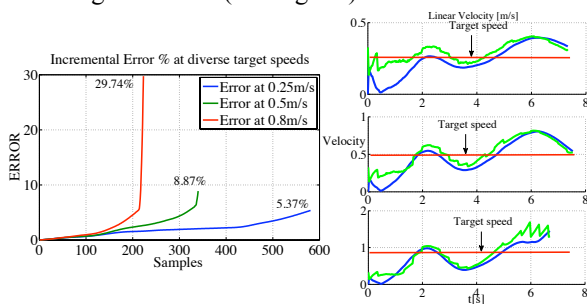 Incremental Error % at diverse target speeds
30
20
10
0
ERROR
0 100 200 300 400 500 600
Samples
29.74%
8.87%
5.37%
Error at 0.25m/s
Error at 0.5m/s
Error at 0.8m/s
Linear Velocity [m/s]
Target speed
0.5
0
0 2 4 6 8
Target speed
Velocity
1
0.5
0
0 2 4 6 8
Target speed
2
1
0
0 2 4 6 8
t[s]